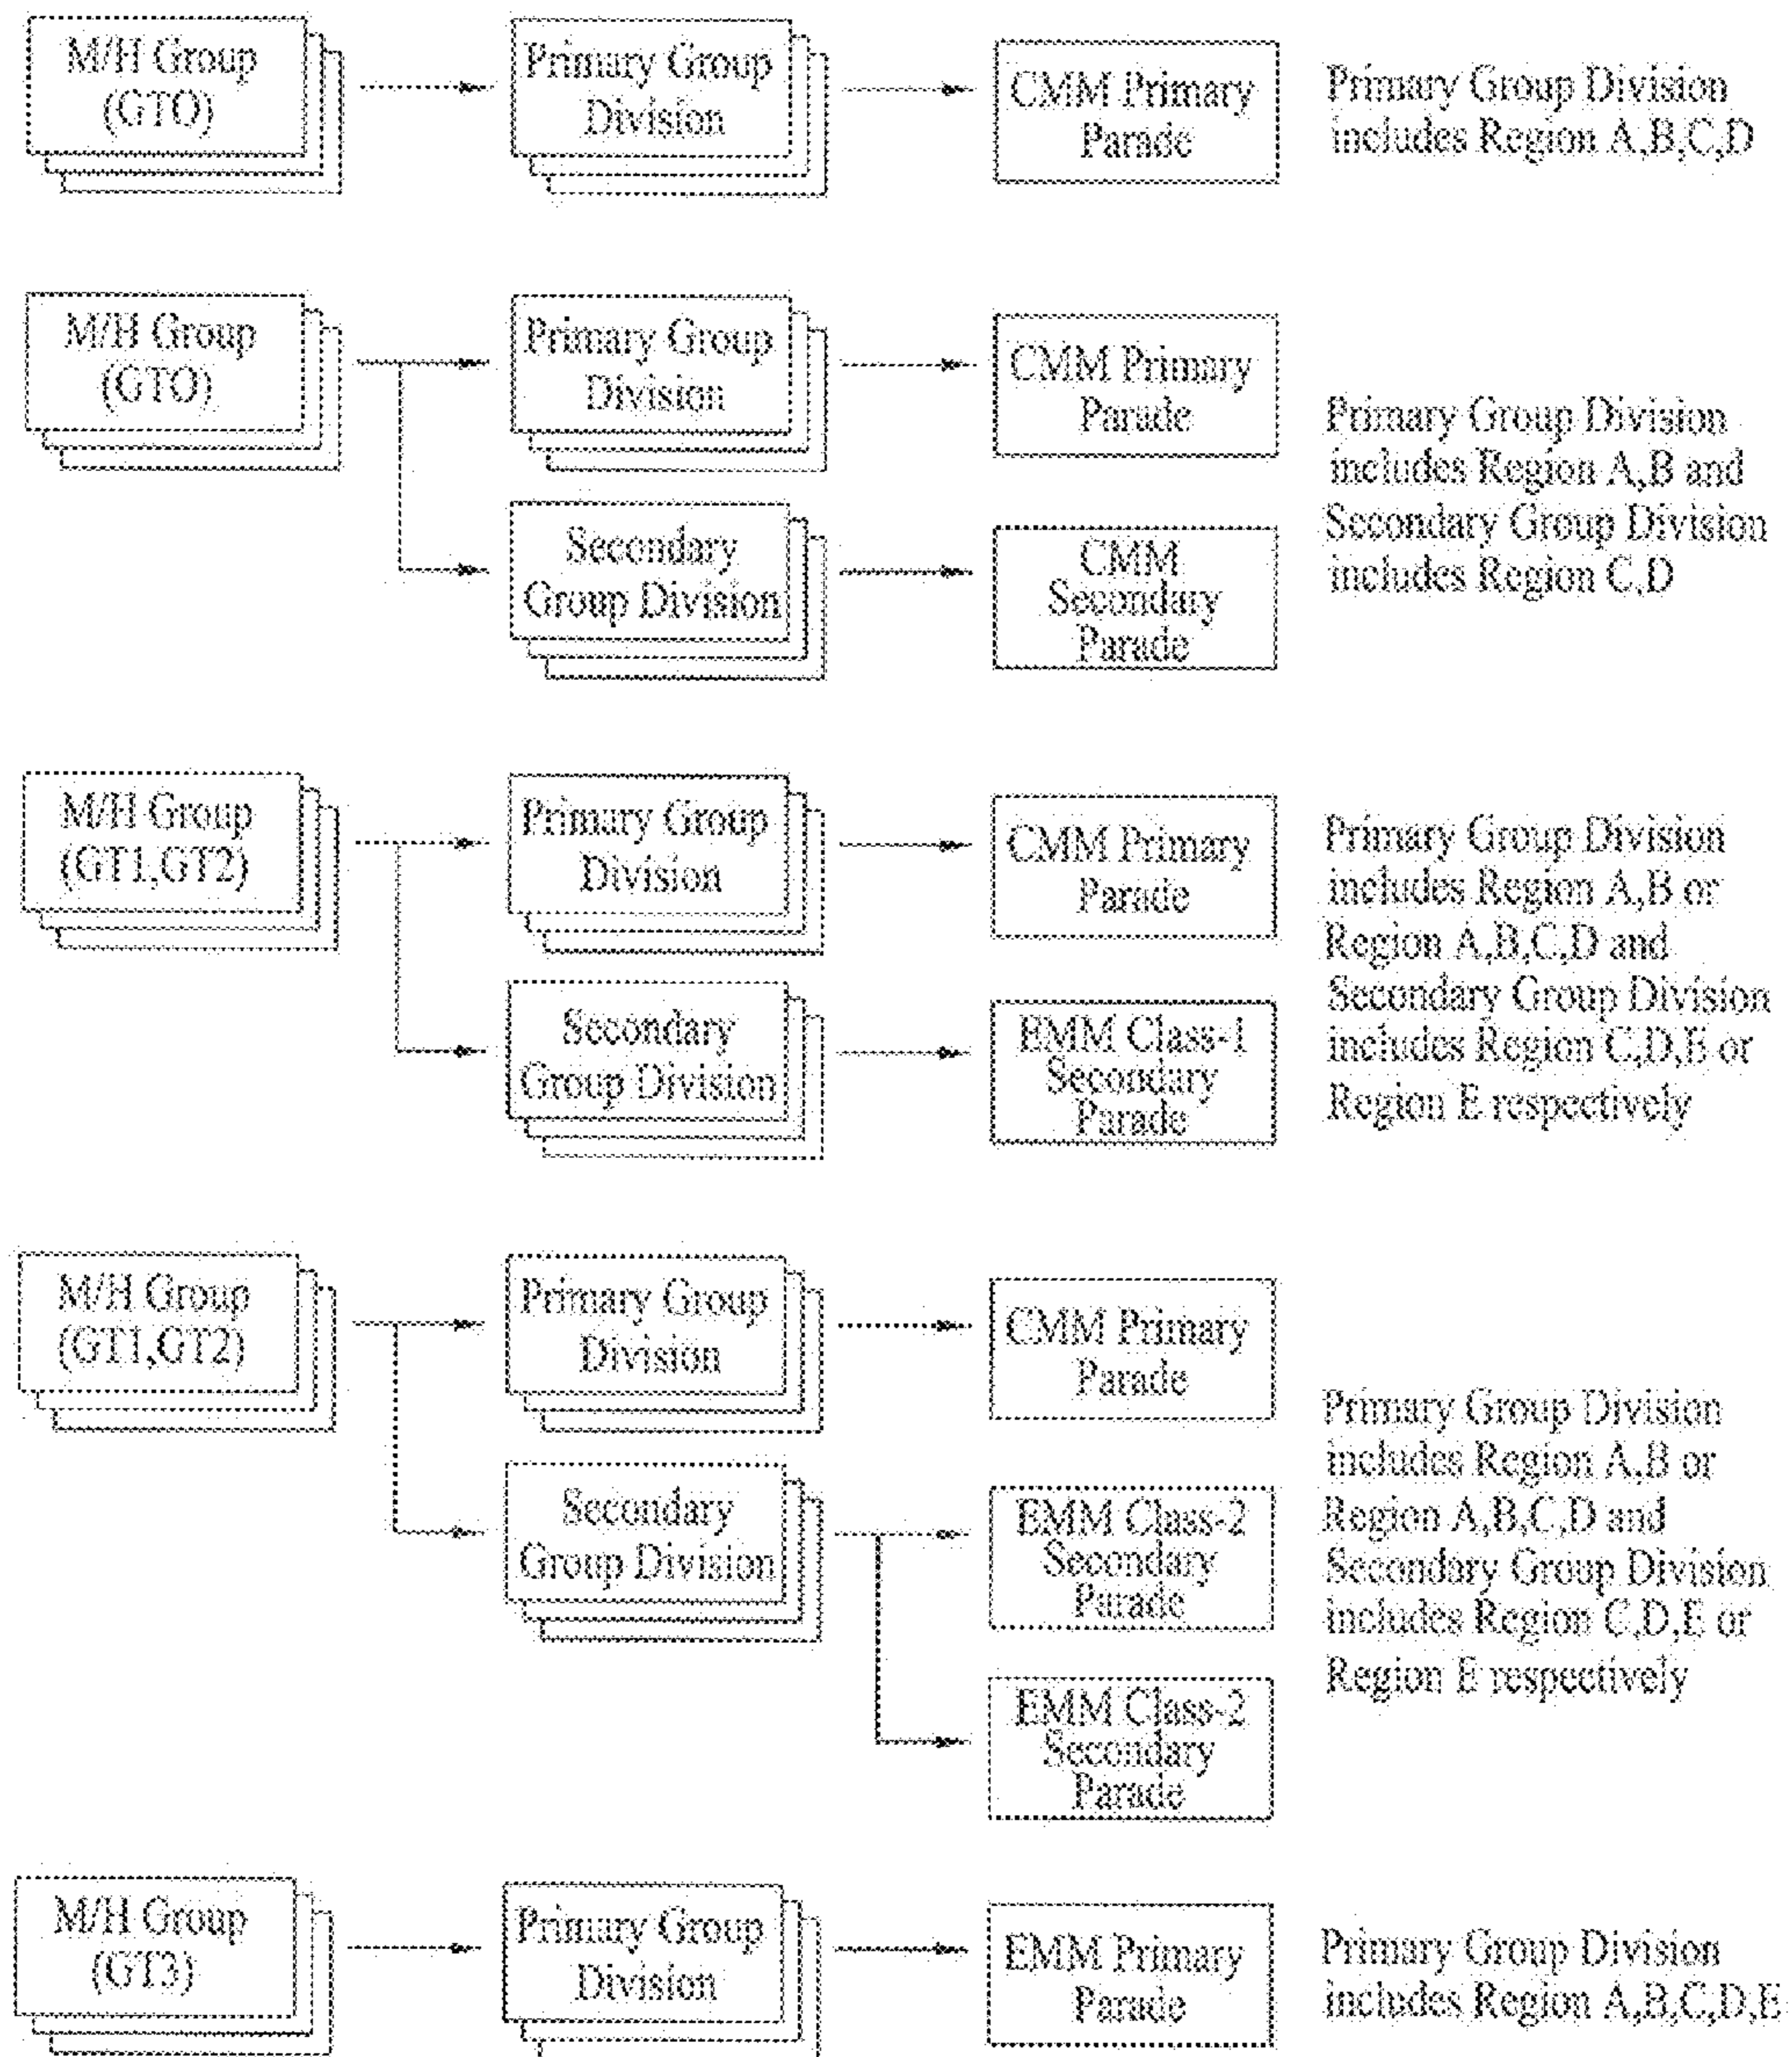 M/H Group
(GTO)
Primary Group
Division
CMM Primary
Parade
Primary Group Division
includes Region A,B,C,D
M/H Group
(GTO)
Primary Group
Division
CMM Primary
Parade
Secondary
Group Division
CMM
Secondary
Parade
Primary Group Division
includes Region A,B and
Secondary Group Division
includes Region C,D
M/H Group
(GT1,GT2)
Primary Group
Division
CMM Primary
Parade
Secondary
Group Division
EMM Class-1
Secondary
Parade
Primary Group Division
includes Region A,B or
Region A,B,C,D and
Secondary Group Division
includes Region C,D,E or
Region E respectively
M/H Group
(GT1,GT2)
Primary Group
Division
CMM Primary
Parade
Secondary
Group Division
EMM Class-2
Secondary
Parade
EMM Class-2
Secondary
Parade
Primary Group Division
includes Region A,B or
Region A,B,C,D and
Secondary Group Division
includes Region C,D,E or
Region E respectively
M/H Group
(GT3)
Primary Group
Division
EMM Primary
Parade
Primary Group Division
includes Region A,B,C,D,E